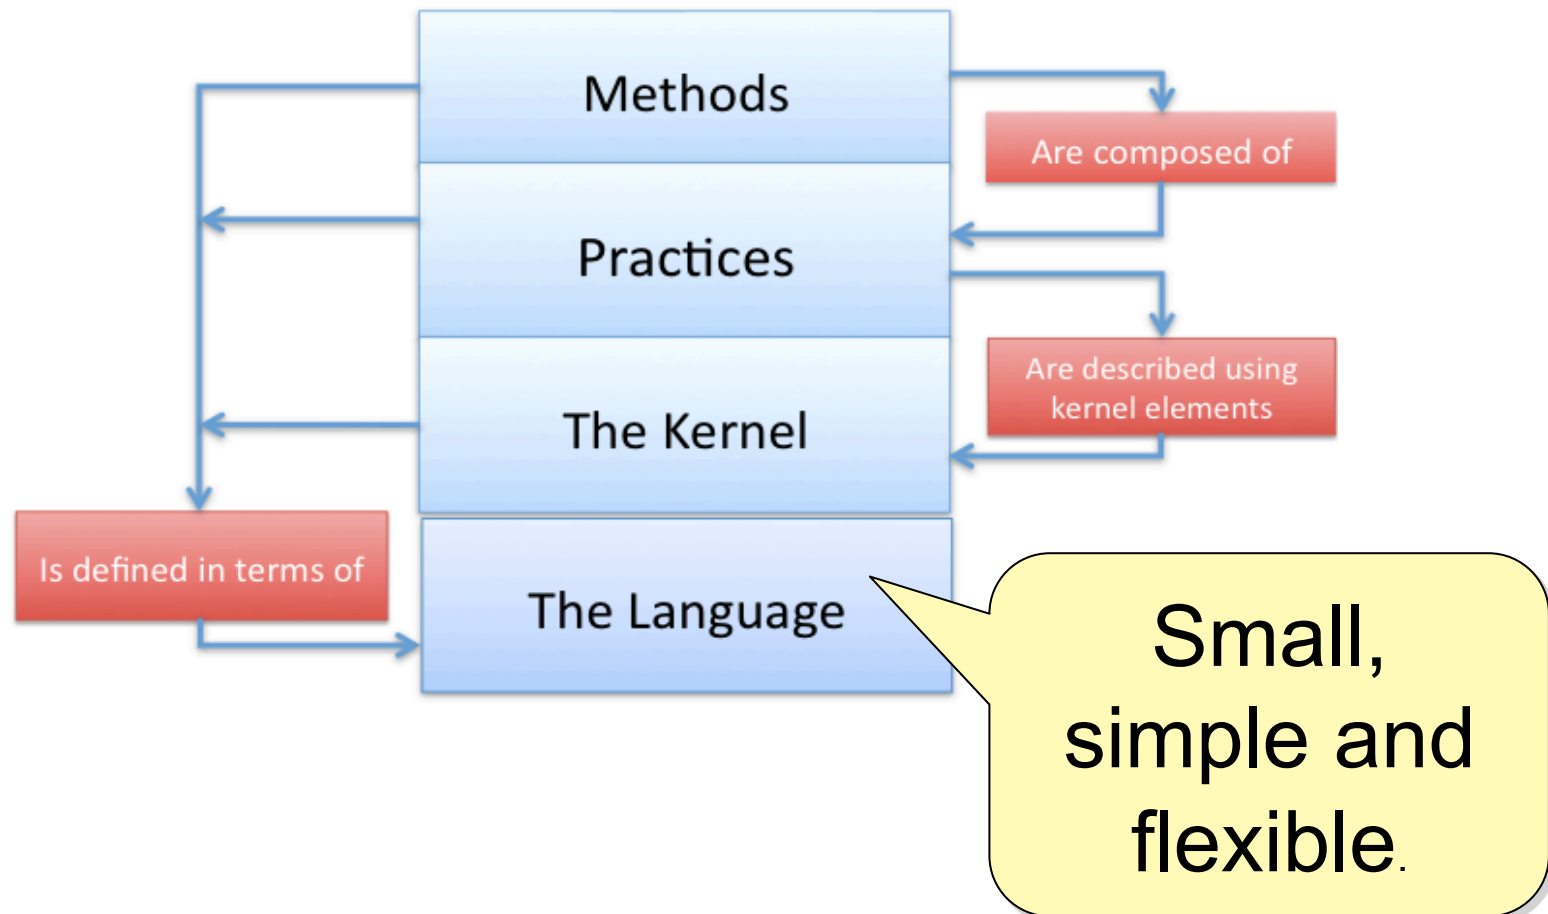 Methods
Are composed of
Practices
Are described using
kernel elements
The Kernel
Is defined in terms of
The Language
Small,
simple and
flexible.